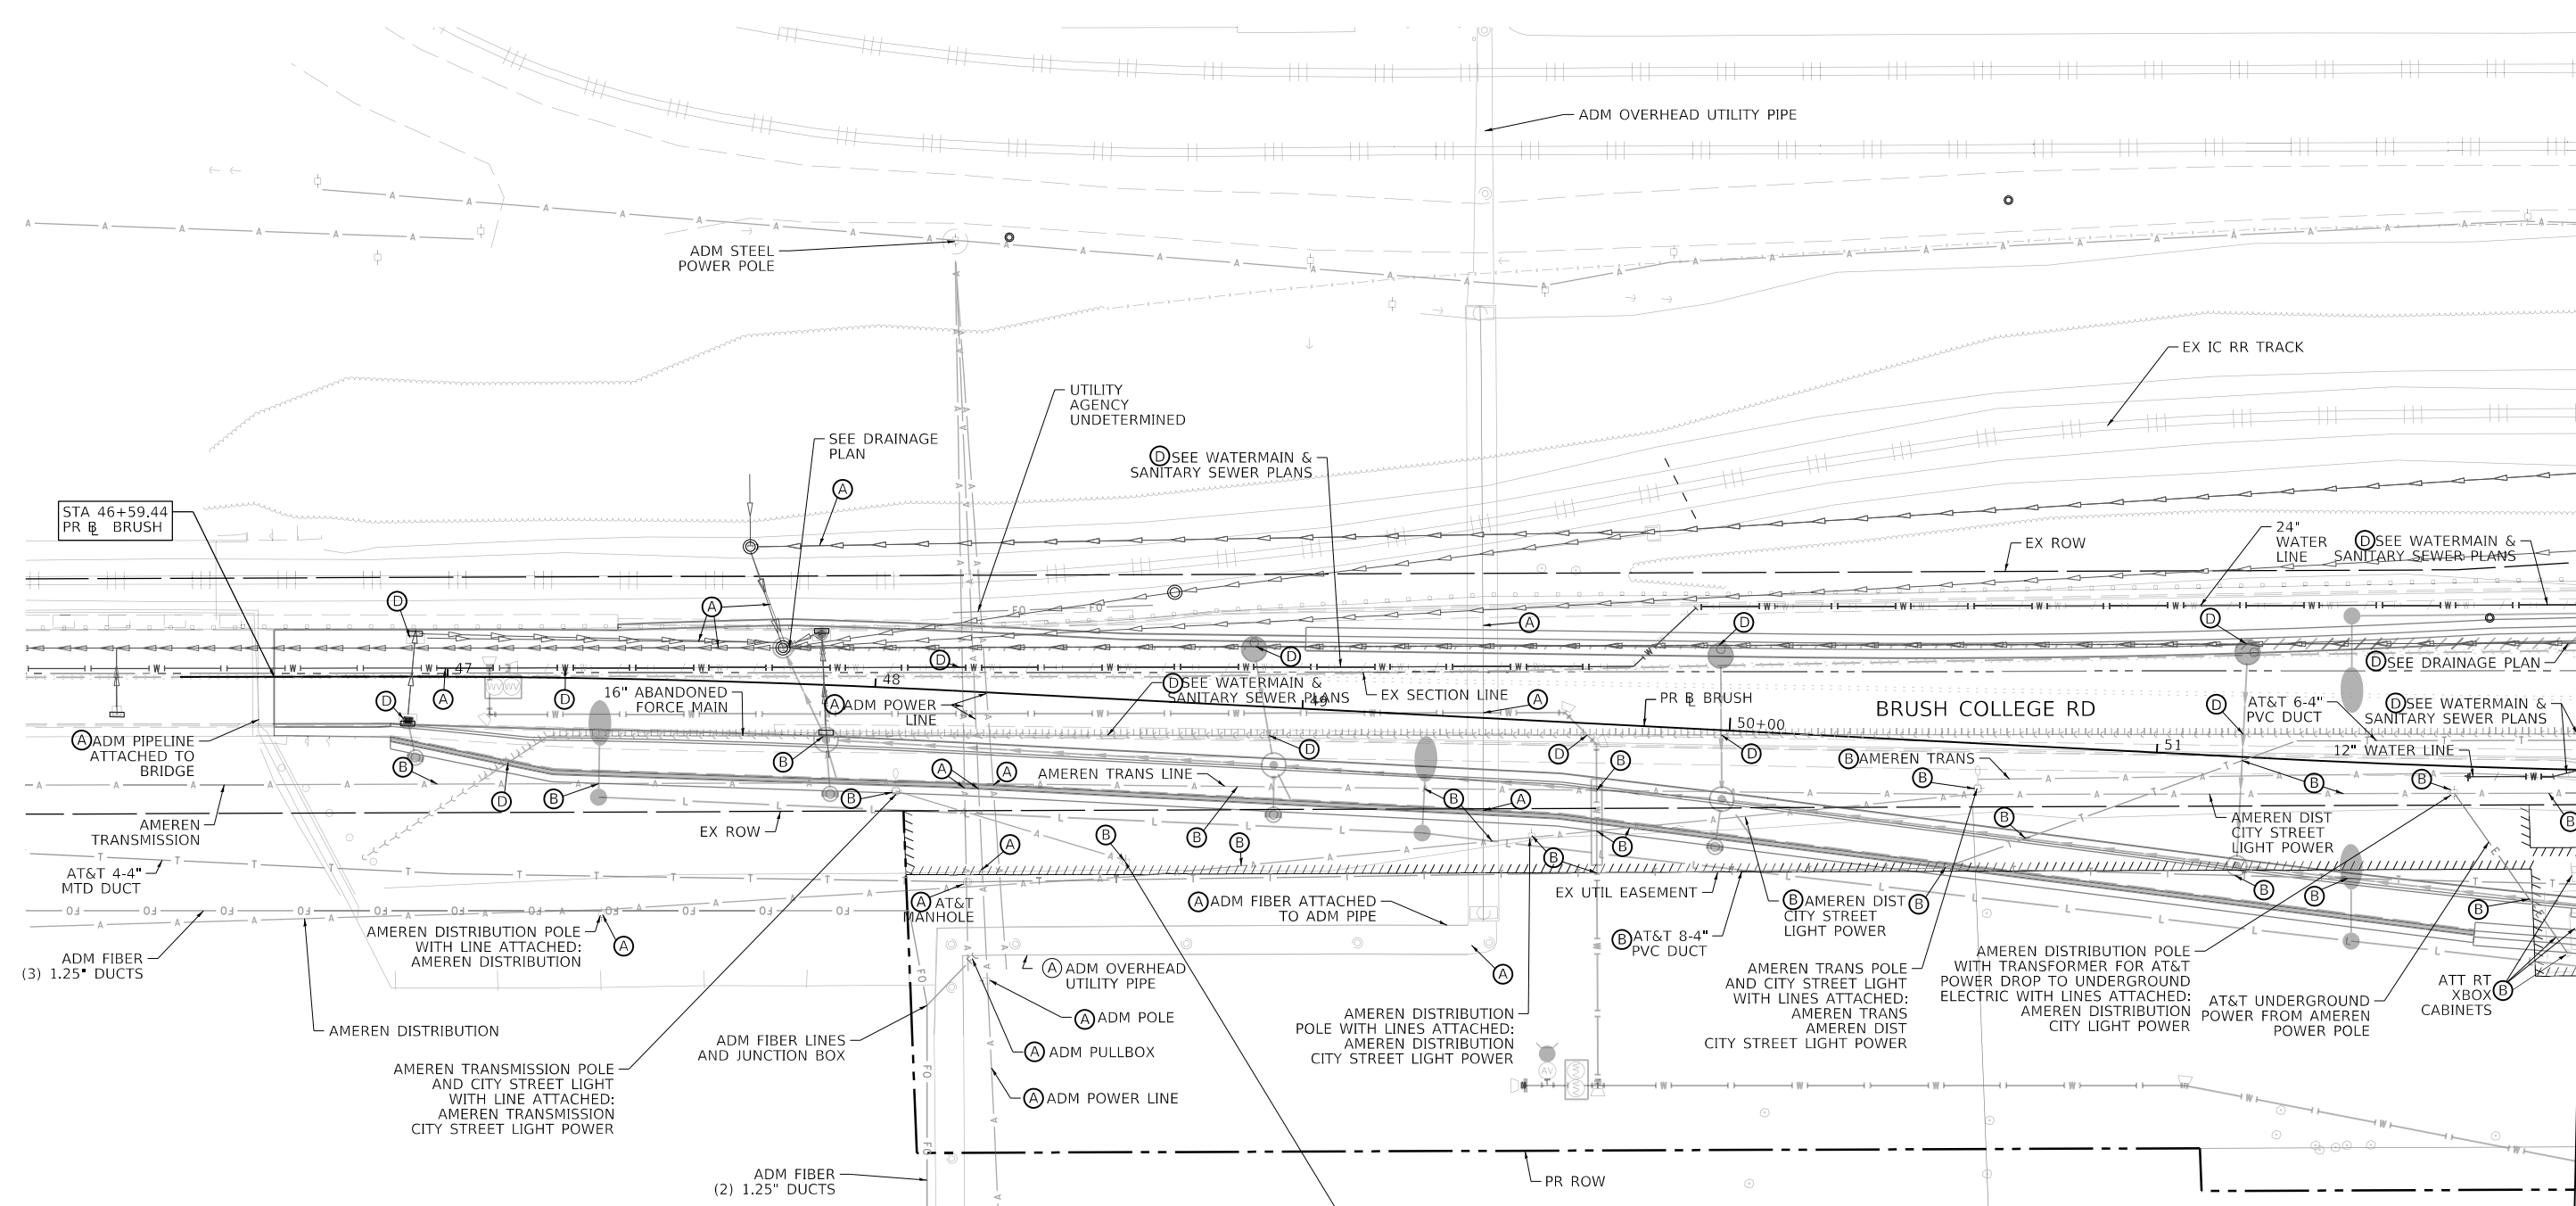 ADM OVERHEAD UTILITY PIPE
ADM STEEL
POWER POLE
EX IC RR TRACK
UTILITY
AGENCY
UNDETERMINED
SEE DRAINAGE
PLAN
A
D SEE WATERMAIN &
SANITARY SEWER PLANS
STA 46+59.44
PR BL BRUSH
EX ROW
24"
WATER
LINE
D SEE WATERMAIN &
SANITARY SEWER PLANS
D
A
FO
FO
A
D
D
D
D
D
D SEE DRAINAGE PLAN
47
48
49
50+00
51
D
A
D
16" ABANDONED
FORCE MAIN
A ADM POWER
LINE
D SEE WATERMAIN &
SANITARY SEWER PLANS
EX SECTION LINE
A
PR BL BRUSH
BRUSH COLLEGE RD
D
AT&T 6-4"
PVC DUCT
D SEE WATERMAIN &
SANITARY SEWER PLANS
12" WATER LINE
A ADM PIPELINE
ATTACHED TO
BRIDGE
B
D
B
B
B
A
A
AMEREN TRANS LINE
D
D
D
B
B AMEREN TRANS
B
B
B
B
A
B
AMEREN
TRANSMISSION
EX ROW
A
B
B
B
B
B
B
AMEREN DIST
CITY STREET
LIGHT POWER
B
AT&T 4-4"
MTD DUCT
A AT&T
MANHOLE
A ADM FIBER ATTACHED
TO ADM PIPE
EX UTIL EASEMENT
B AMEREN DIST
CITY STREET
LIGHT POWER
B
B
B
B
AMEREN DISTRIBUTION POLE
WITH LINE ATTACHED:
AMEREN DISTRIBUTION
A
B AT&T 8-4"
PVC DUCT
ADM FIBER
(3) 1.25" DUCTS
A ADM OVERHEAD
UTILITY PIPE
A
AMEREN TRANS POLE
AND CITY STREET LIGHT
WITH LINES ATTACHED:
AMEREN TRANS
AMEREN DIST
CITY STREET LIGHT POWER
AMEREN DISTRIBUTION POLE
WITH TRANSFORMER FOR AT&T
POWER DROP TO UNDERGROUND
ELECTRIC WITH LINES ATTACHED:
AMEREN DISTRIBUTION
CITY LIGHT POWER
AT&T UNDERGROUND
POWER FROM AMEREN
POWER POLE
ATT RT
XBOX
CABINETS
B
AMEREN DISTRIBUTION
A ADM POLE
AMEREN DISTRIBUTION
POLE WITH LINES ATTACHED:
AMEREN DISTRIBUTION
CITY STREET LIGHT POWER
ADM FIBER LINES
AND JUNCTION BOX
A ADM PULLBOX
AMEREN TRANSMISSION POLE
AND CITY STREET LIGHT
WITH LINE ATTACHED:
AMEREN TRANSMISSION
CITY STREET LIGHT POWER
A ADM POWER LINE
AV
ADM FIBER
(2) 1.25" DUCTS
PR ROW